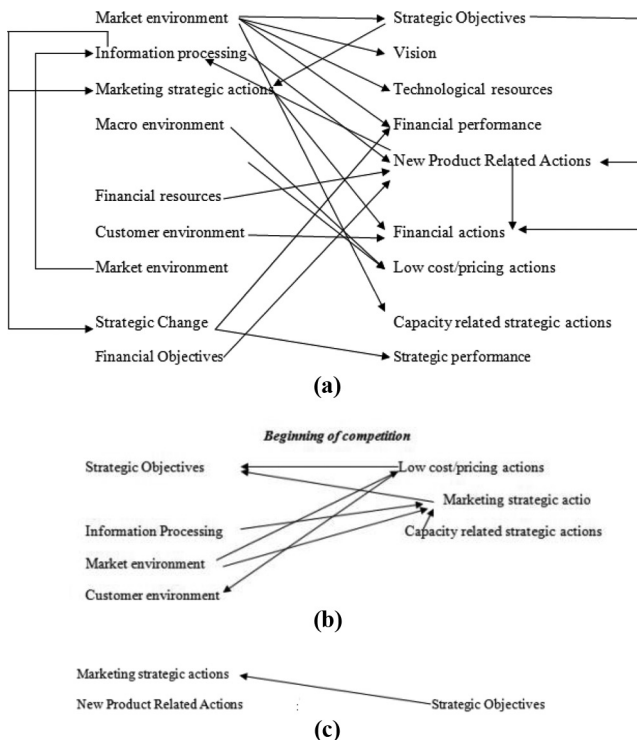 Market environment Strategic Objectives
Information processing Vision
Marketing strategic actions Technological resources
Macro environment Financial performance
New Product Related Actions
Financial resources
Customer environment Financial actions
Market environment Low cost/pricing actions
Strategic Change Capacity related strategic actions
Financial Objectives Strategic performance
(a)
Beginning of competition
Strategic Objectives Low cost/pricing actions
Marketing strategic actio
Information Processing Capacity related strategic actions
Market environment
Customer environment
(b)
Marketing strategic actions
New Product Related Actions : Strategic Objectives
(c)